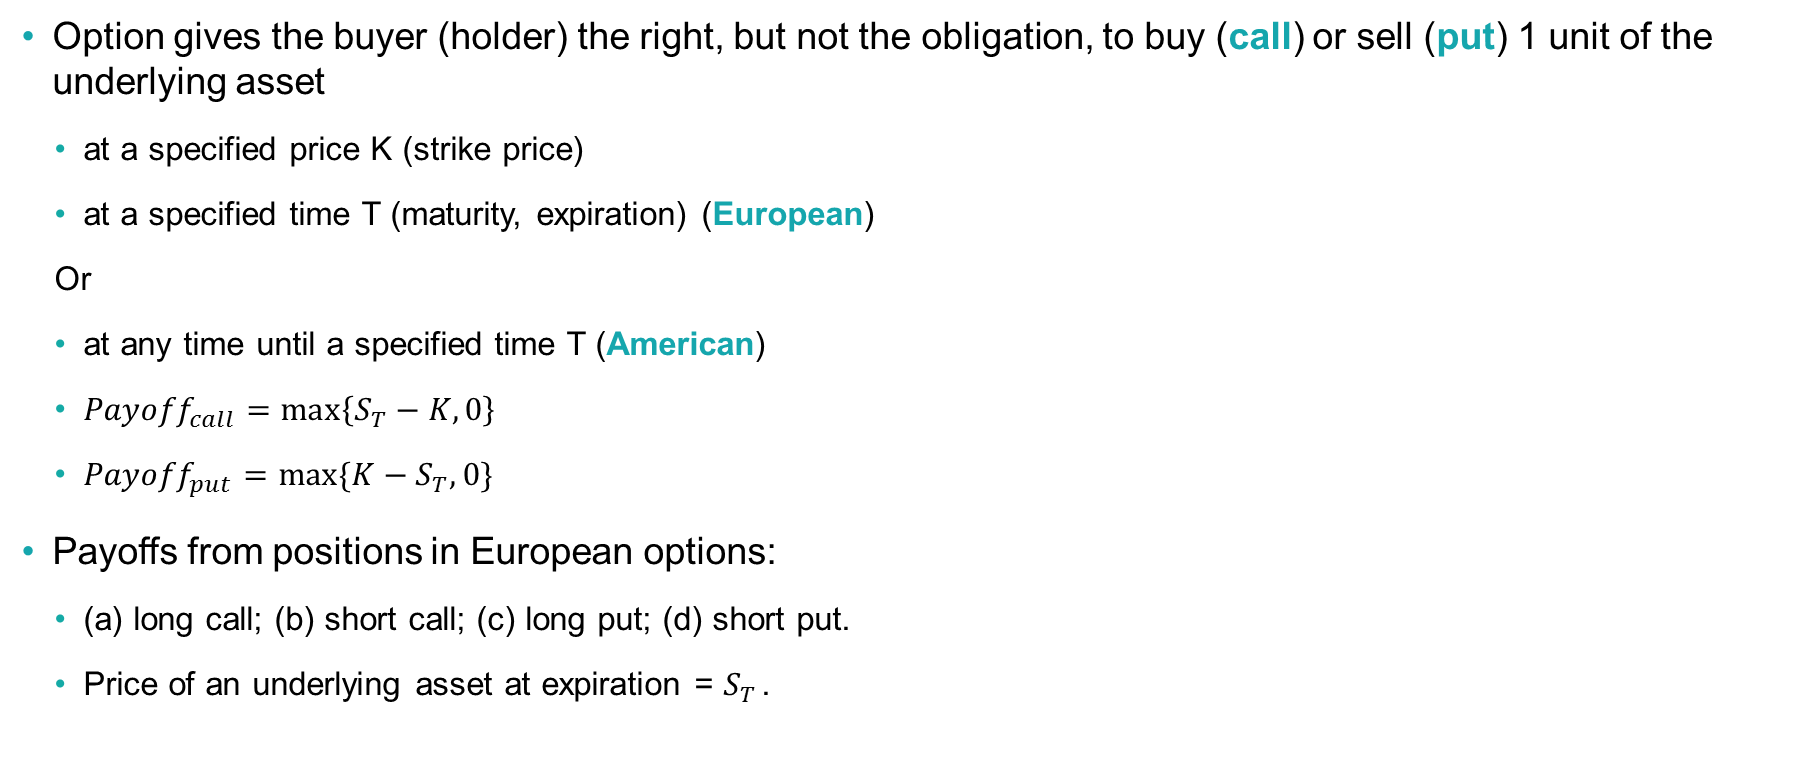 • Option gives the buyer (holder) the right, but not the obligation, to buy (call) or sell (put) 1 unit of the
underlying asset
• at a specified price K (strike price)
• at a specified time T (maturity, expiration) (European)
Or
• at any time until a specified time T (American)
• Payoff_call = max{S_T − K, 0}
• Payoff_put = max{K − S_T, 0}
• Payoffs from positions in European options:
• (a) long call; (b) short call; (c) long put; (d) short put.
• Price of an underlying asset at expiration = S_T .